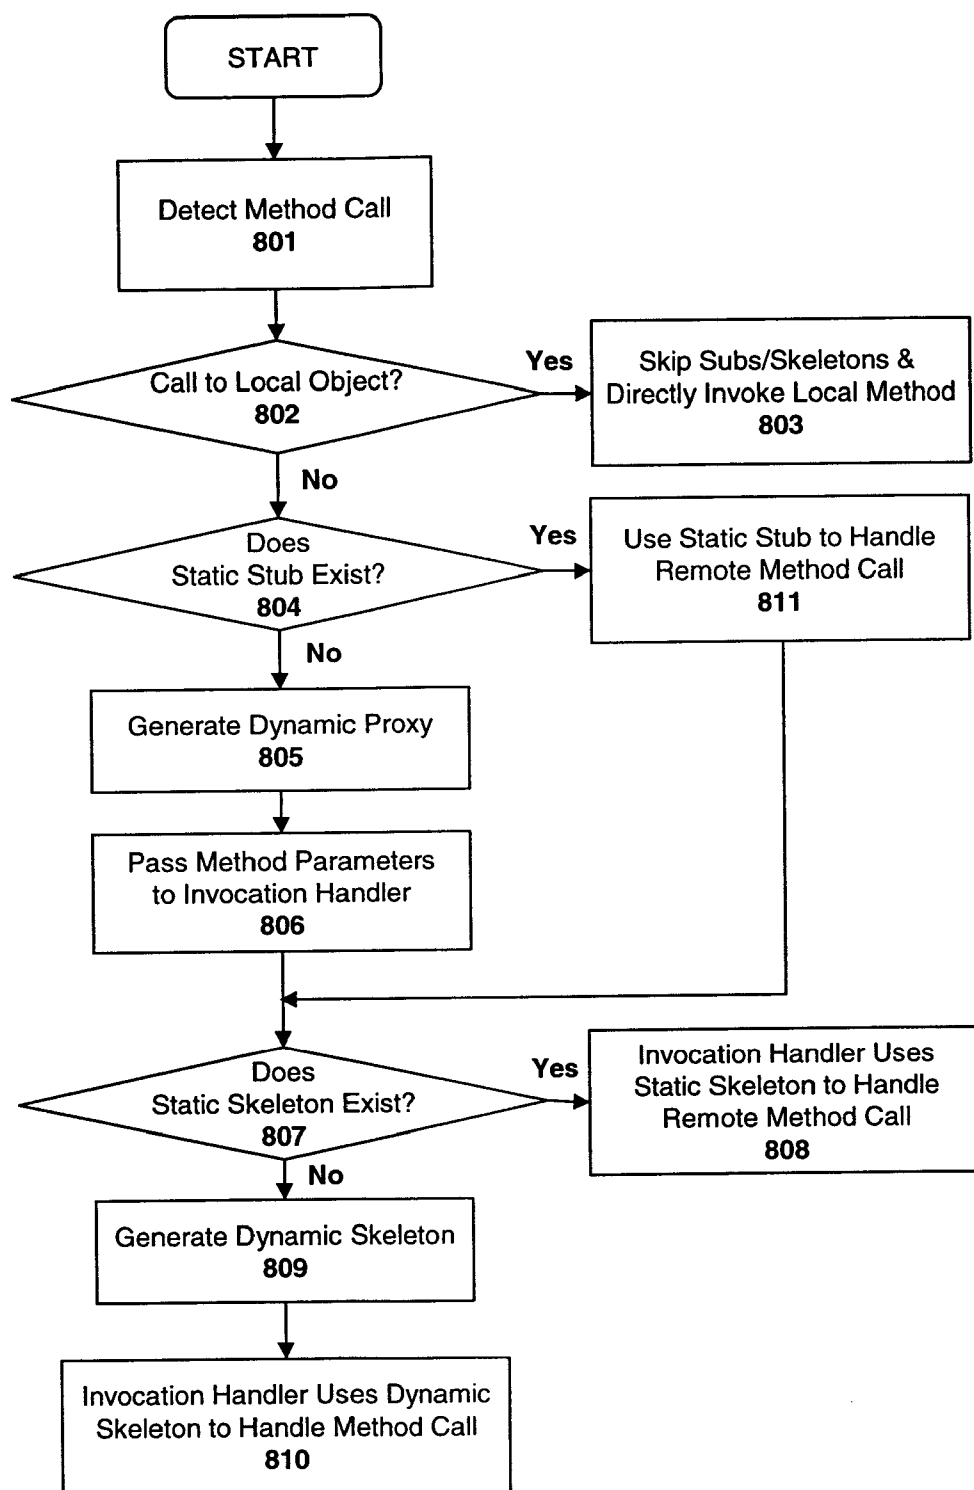 START
Detect Method Call
801
Call to Local Object?
802
Yes
Skip Subs/Skeletons &
Directly Invoke Local Method
803
No
Does
Static Stub Exist?
804
Yes
Use Static Stub to Handle
Remote Method Call
811
No
Generate Dynamic Proxy
805
Pass Method Parameters
to Invocation Handler
806
Does
Static Skeleton Exist?
807
Yes
Invocation Handler Uses
Static Skeleton to Handle
Remote Method Call
808
No
Generate Dynamic Skeleton
809
Invocation Handler Uses Dynamic
Skeleton to Handle Method Call
810